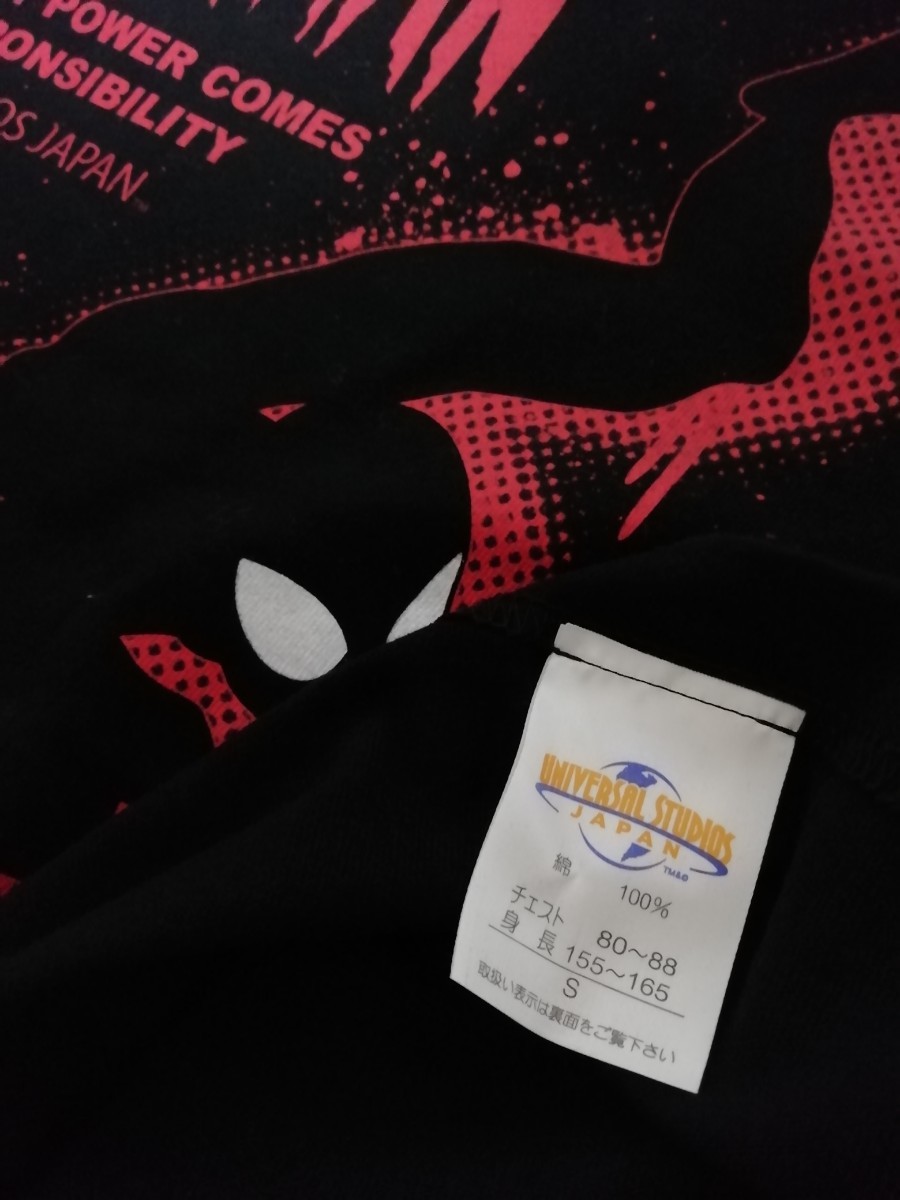 POWER COMES
ONSIBILITY
OS JAPAN
UNIVERSAL STUDIOS
JAPAN
TM&©
綿 100%
チェスト 80〜88
身長 155〜165
S
取扱い表示は裏面をご覧下さい